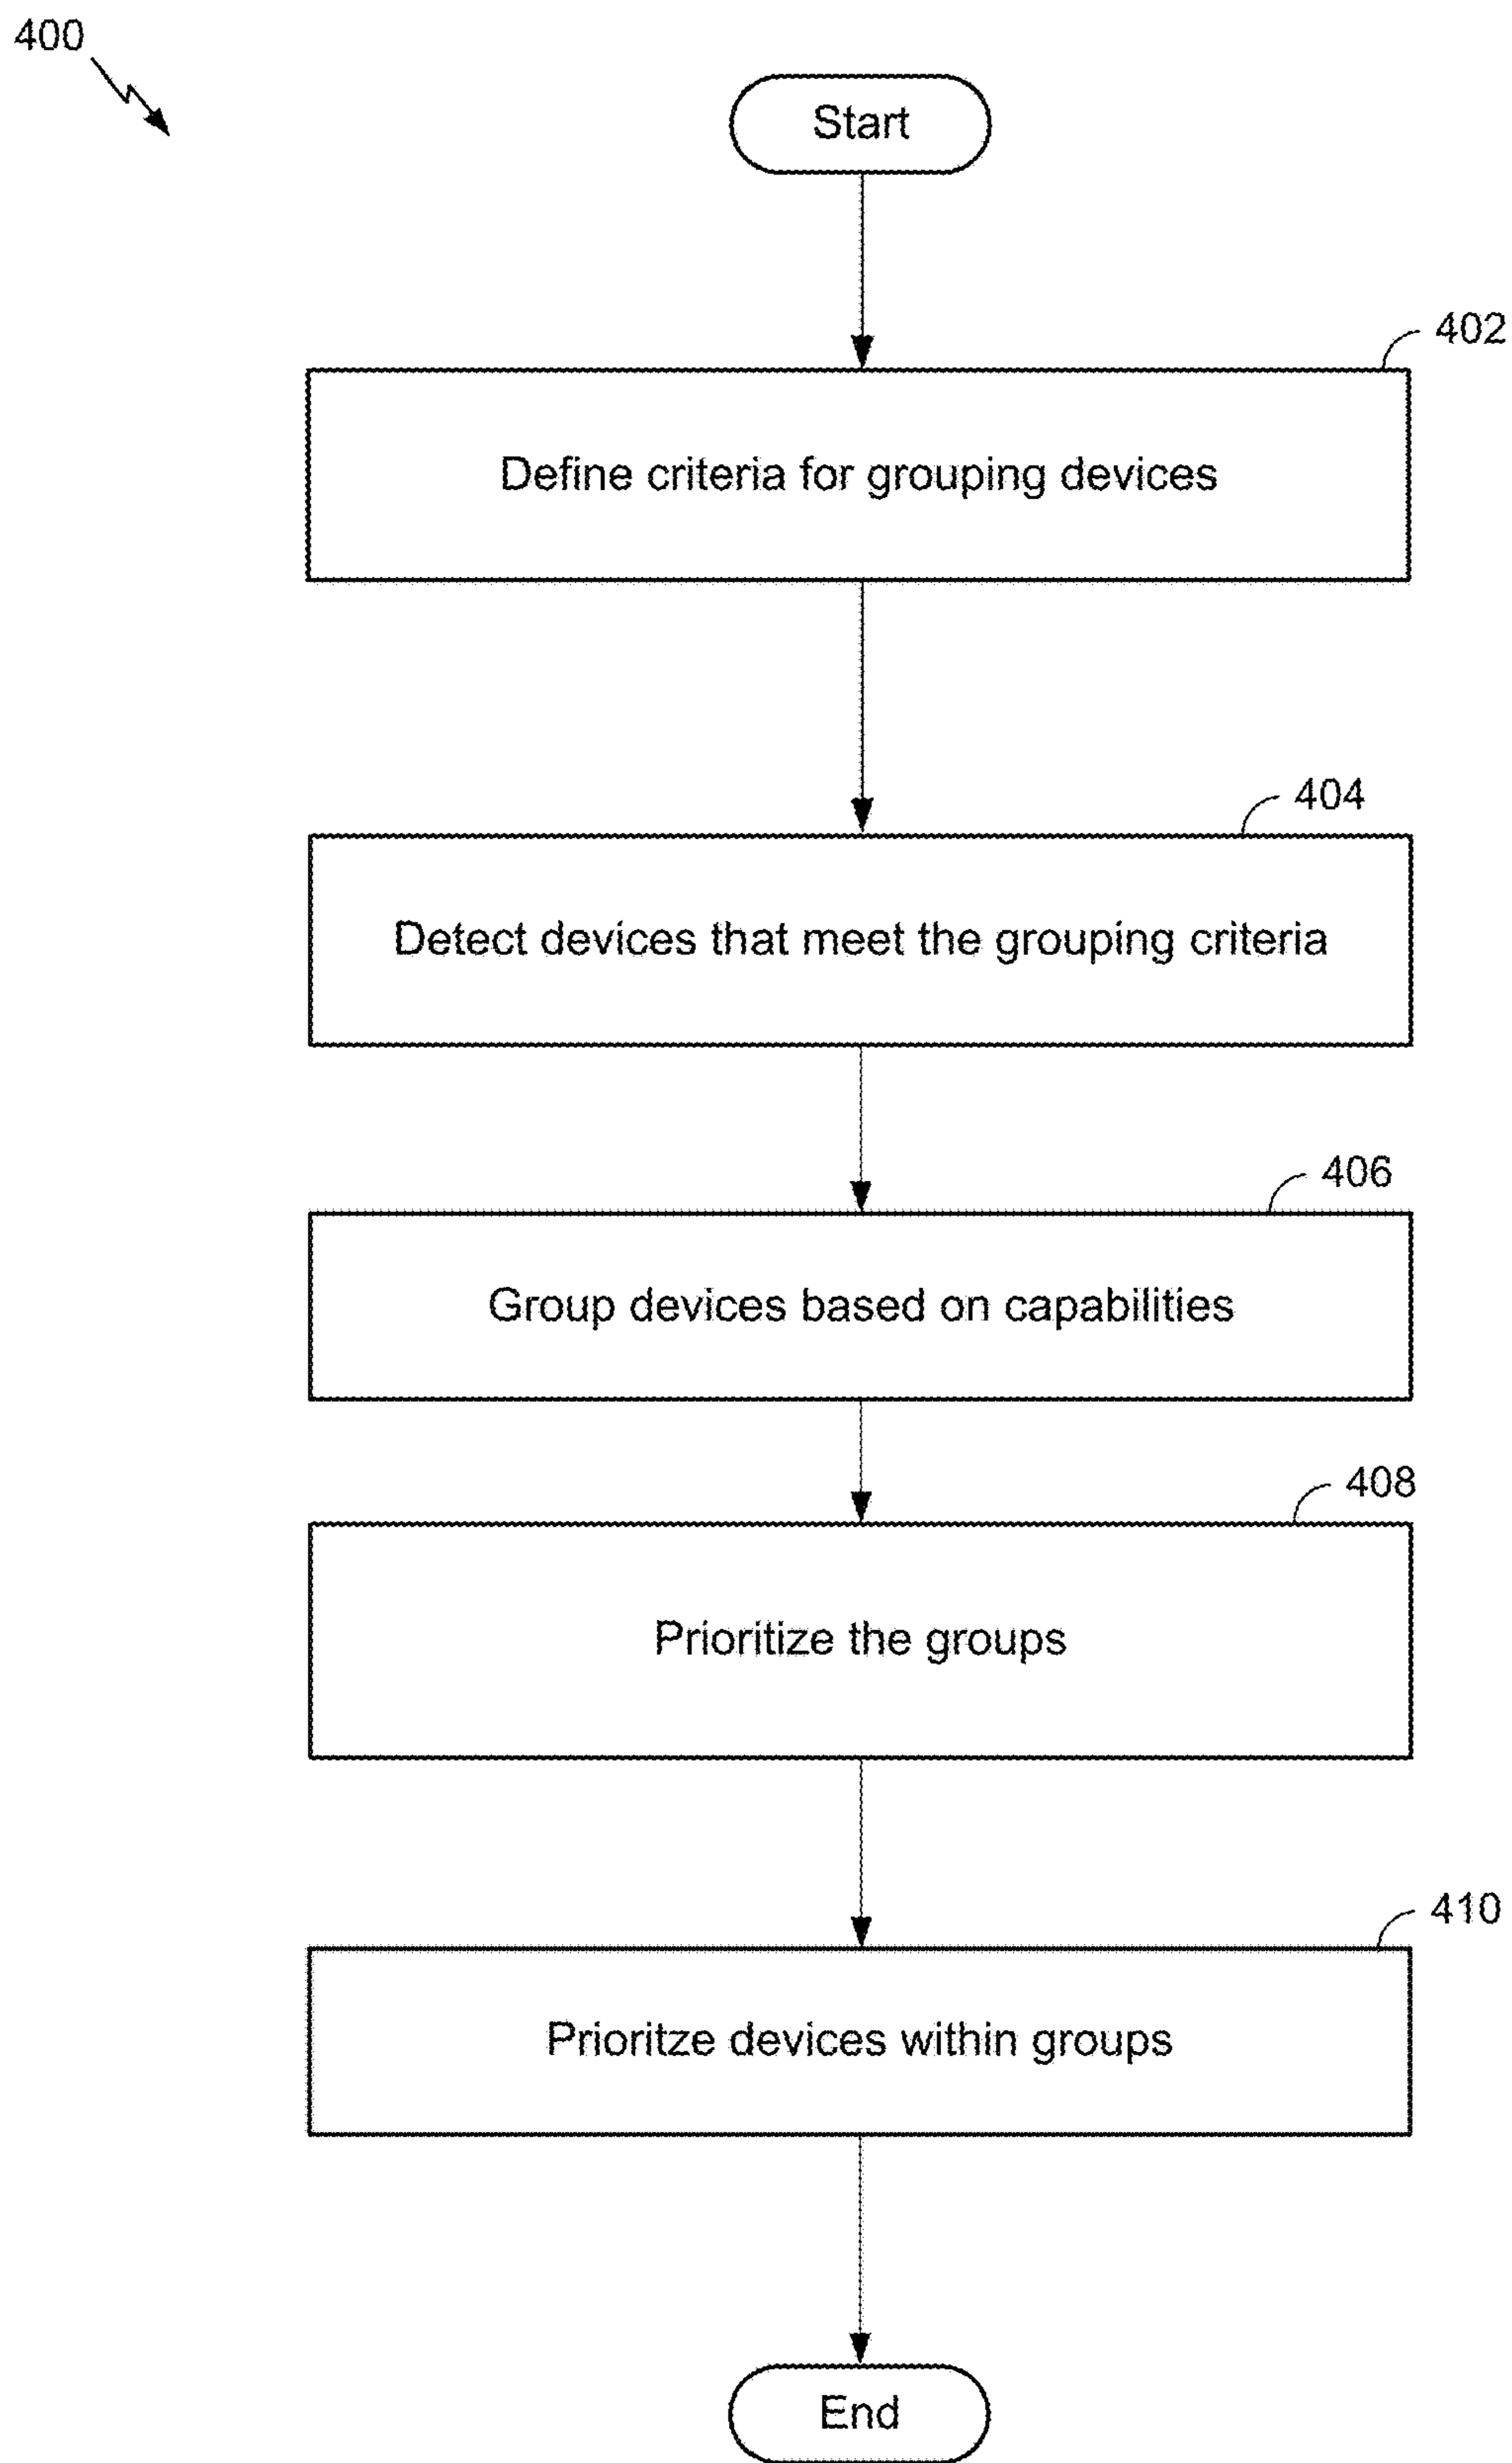 400
Start
402
Define criteria for grouping devices
404
Detect devices that meet the grouping criteria
406
Group devices based on capabilities
408
Prioritize the groups
410
Prioritze devices within groups
End